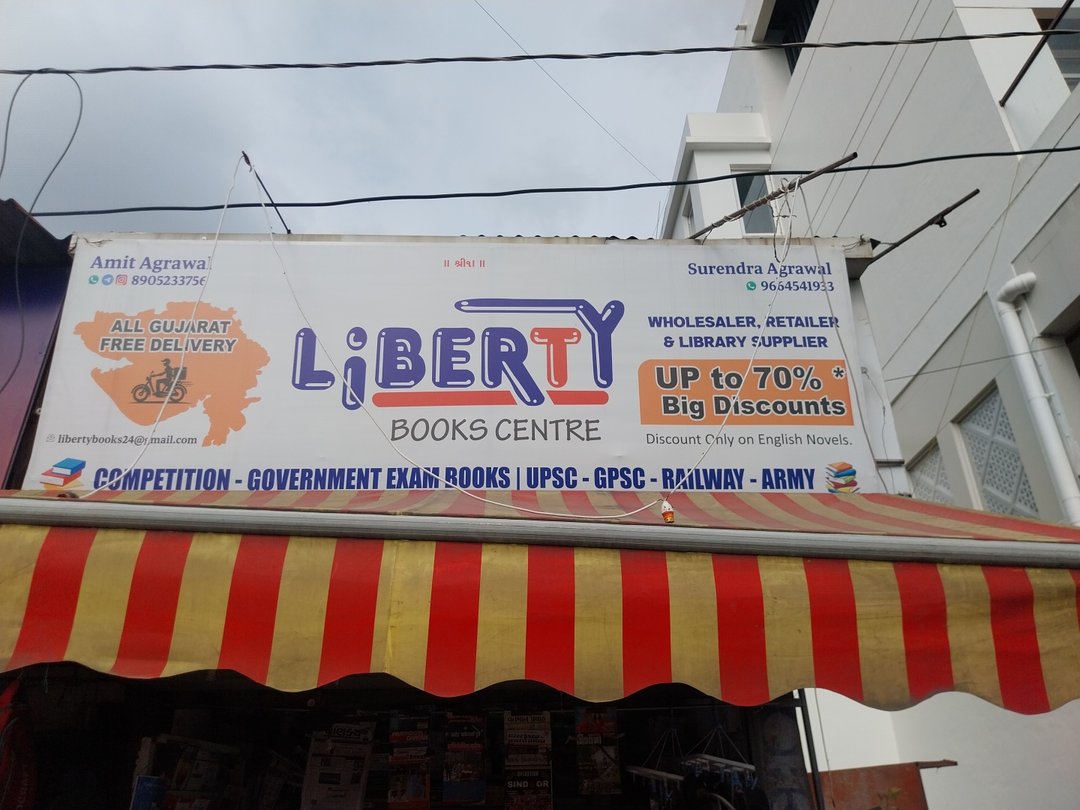 ॥ श्री१। ॥
Amit Agrawal
8905233756
Surendra Agrawal
9664541933
ALL GUJARAT
FREE DELIVERY
libertybooks24@gmail.com
LiBERTY
BOOKS CENTRE
WHOLESALER, RETAILER
& LIBRARY SUPPLIER
UP to 70% *
Big Discounts
Discount Only on English Novels.
COMPETITION - GOVERNMENT EXAM BOOKS | UPSC - GPSC - RAILWAY - ARMY